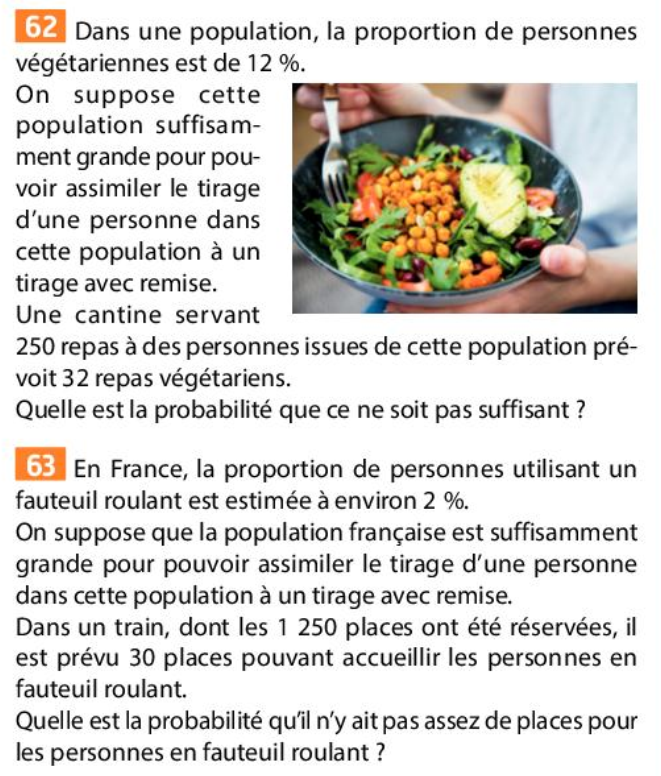 62 Dans une population, la proportion de personnes
végétariennes est de 12 %.
On suppose cette
population suffisam-
ment grande pour pou-
voir assimiler le tirage
d'une personne dans
cette population à un
tirage avec remise.
Une cantine servant
250 repas à des personnes issues de cette population pré-
voit 32 repas végétariens.
Quelle est la probabilité que ce ne soit pas suffisant ?
63 En France, la proportion de personnes utilisant un
fauteuil roulant est estimée à environ 2 %.
On suppose que la population française est suffisamment
grande pour pouvoir assimiler le tirage d'une personne
dans cette population à un tirage avec remise.
Dans un train, dont les 1 250 places ont été réservées, il
est prévu 30 places pouvant accueillir les personnes en
fauteuil roulant.
Quelle est la probabilité qu'il n'y ait pas assez de places pour
les personnes en fauteuil roulant ?